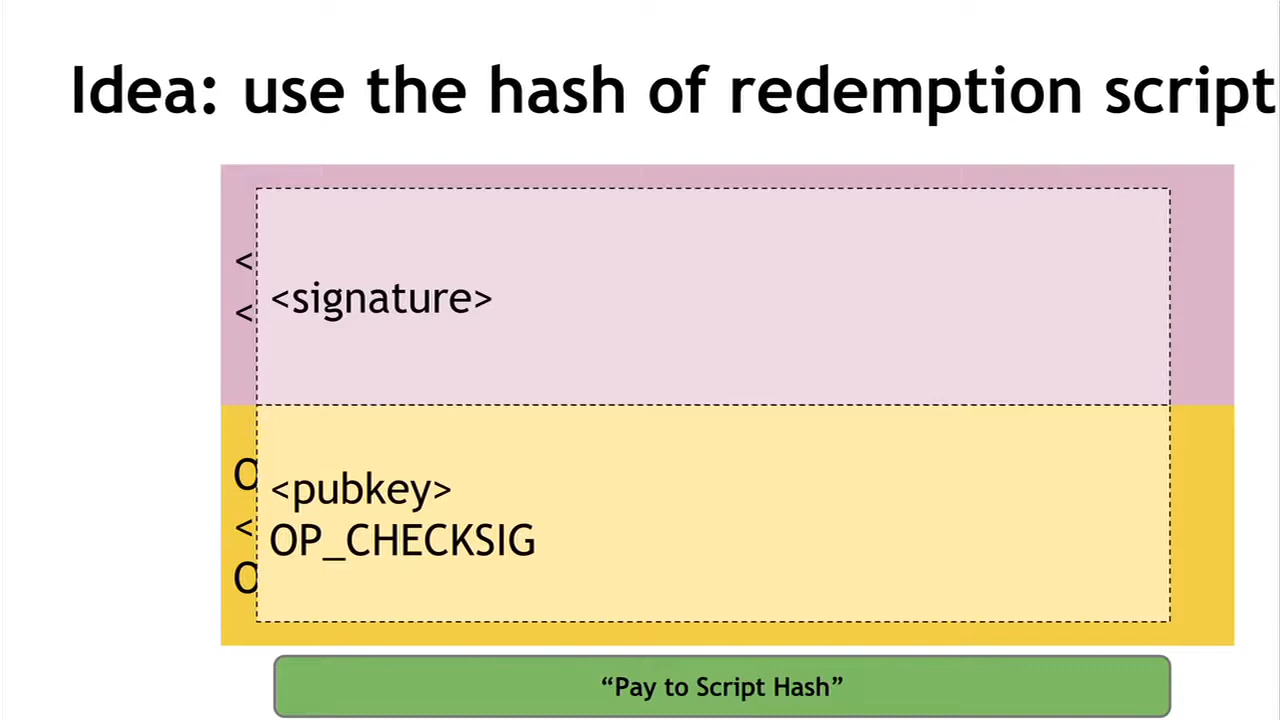 Idea: use the hash of redemption script
<
<
<signature>
O
<pubkey>
<
OP_CHECKSIG
O
“Pay to Script Hash”